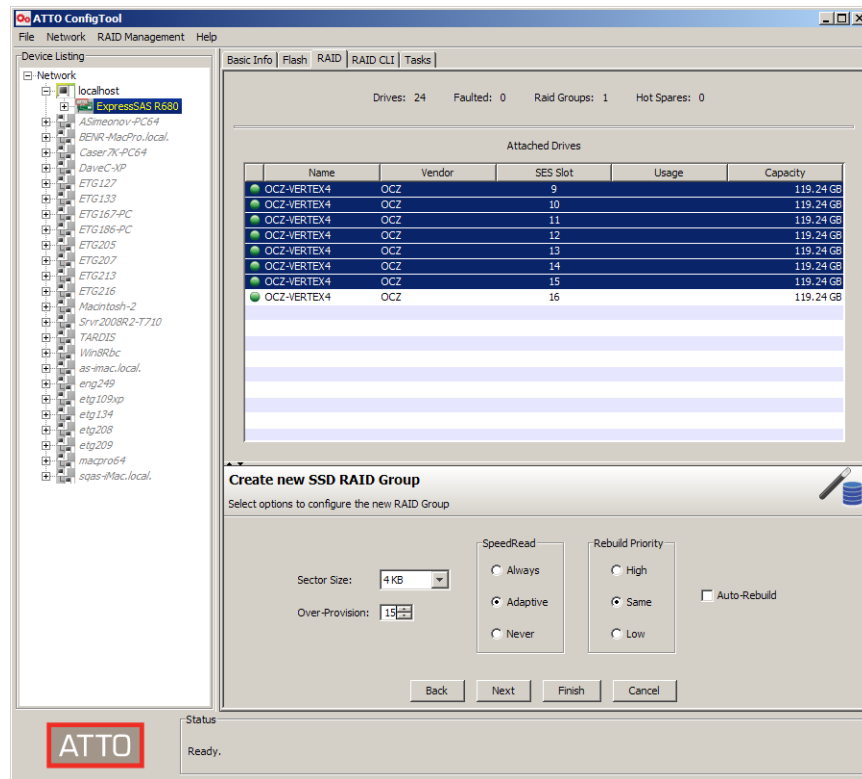 ATTO ConfigTool
File Network RAID Management Help
Device Listing
Network
localhost
ExpressSAS R680
ASimeonov-PC64
BENR-MacPro.local.
Caser7K-PC64
DaveC-XP
ETG127
ETG133
ETG167-PC
ETG186-PC
ETG205
ETG207
ETG213
ETG216
Macintosh-2
Srvr2008R2-T710
TARDIS
Win8Rbc
as-imac.local.
eng249
etg109xp
etg134
etg208
etg209
macpro64
sqas-iMac.local.
Basic Info Flash RAID RAID CLI Tasks
Drives: 24 Faulted: 0 Raid Groups: 1 Hot Spares: 0
Attached Drives
Name Vendor SES Slot Usage Capacity
OCZ-VERTEX4 OCZ 9 119.24 GB
OCZ-VERTEX4 OCZ 10 119.24 GB
OCZ-VERTEX4 OCZ 11 119.24 GB
OCZ-VERTEX4 OCZ 12 119.24 GB
OCZ-VERTEX4 OCZ 13 119.24 GB
OCZ-VERTEX4 OCZ 14 119.24 GB
OCZ-VERTEX4 OCZ 15 119.24 GB
OCZ-VERTEX4 OCZ 16 119.24 GB
Create new SSD RAID Group
Select options to configure the new RAID Group
Sector Size: 4 KB
Over-Provision: 15
SpeedRead
Always
Adaptive
Never
Rebuild Priority
High
Same
Low
Auto-Rebuild
Back Next Finish Cancel
ATTO
Status
Ready.